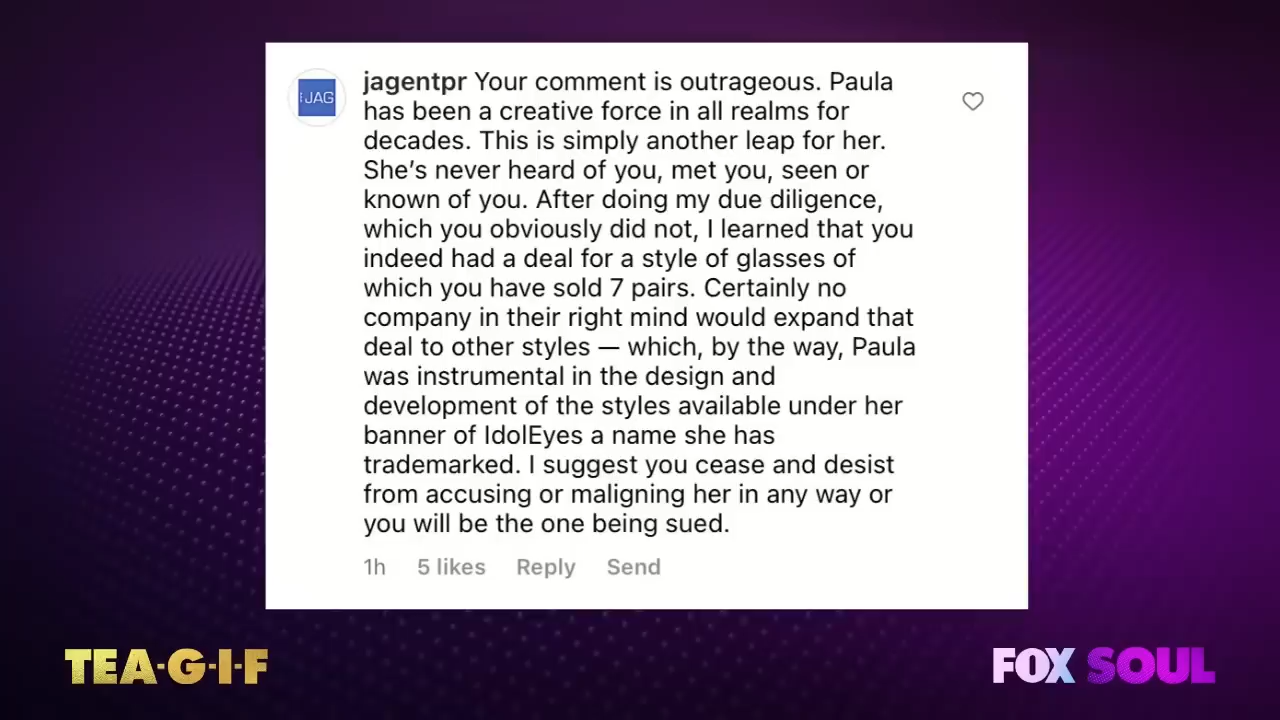 jagentpr Your comment is outrageous. Paula
has been a creative force in all realms for
decades. This is simply another leap for her.
She's never heard of you, met you, seen or
known of you. After doing my due diligence,
which you obviously did not, I learned that you
indeed had a deal for a style of glasses of
which you have sold 7 pairs. Certainly no
company in their right mind would expand that
deal to other styles — which, by the way, Paula
was instrumental in the design and
development of the styles available under her
banner of IdolEyes a name she has
trademarked. I suggest you cease and desist
from accusing or maligning her in any way or
you will be the one being sued.
1h 5 likes Reply Send
JAG
TEA·G·I·F
FOX SOUL